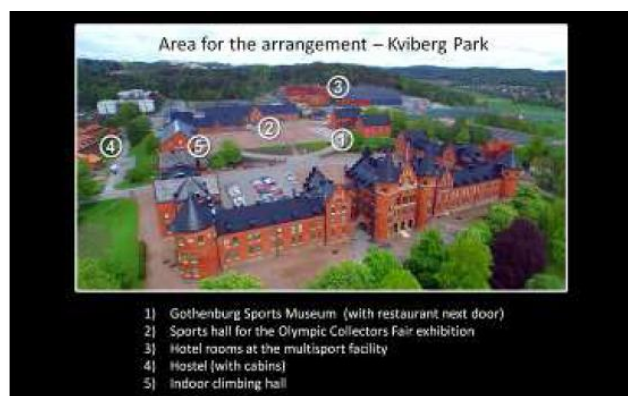 Area for the arrangement – Kviberg Park
3
2
1
4
5
1) Gothenburg Sports Museum (with restaurant next door)
2) Sports hall for the Olympic Collectors Fair exhibition
3) Hotel rooms at the multisport facility
4) Hostel (with cabins)
5) Indoor climbing hall